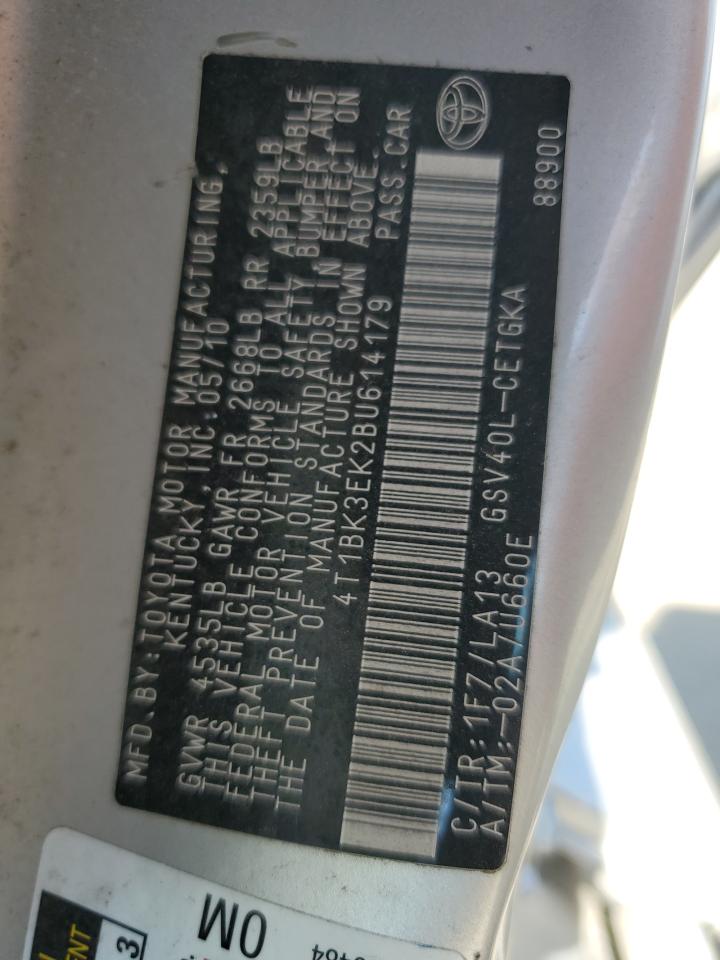 MFD.BY:TOYOTA MOTOR MANUFACTURING,
KENTUCKY, INC. 05/10
GVWR 4535LB GAWR FR 2668LB RR 2359LB
THIS VEHICLE CONFORMS TO ALL APPLICABLE
FEDERAL MOTOR VEHICLE SAFETY BUMPER AND
THEFT PREVENTION STANDARDS IN EFFECT ON
THE DATE OF MANUFACTURE SHOWN ABOVE.
4T1BK3EK2BU614179 PASS.CAR
C/TR:1F7/LA13 GSV40L-CETGKA
A/TM:-02A/U660E 88900
OM
3